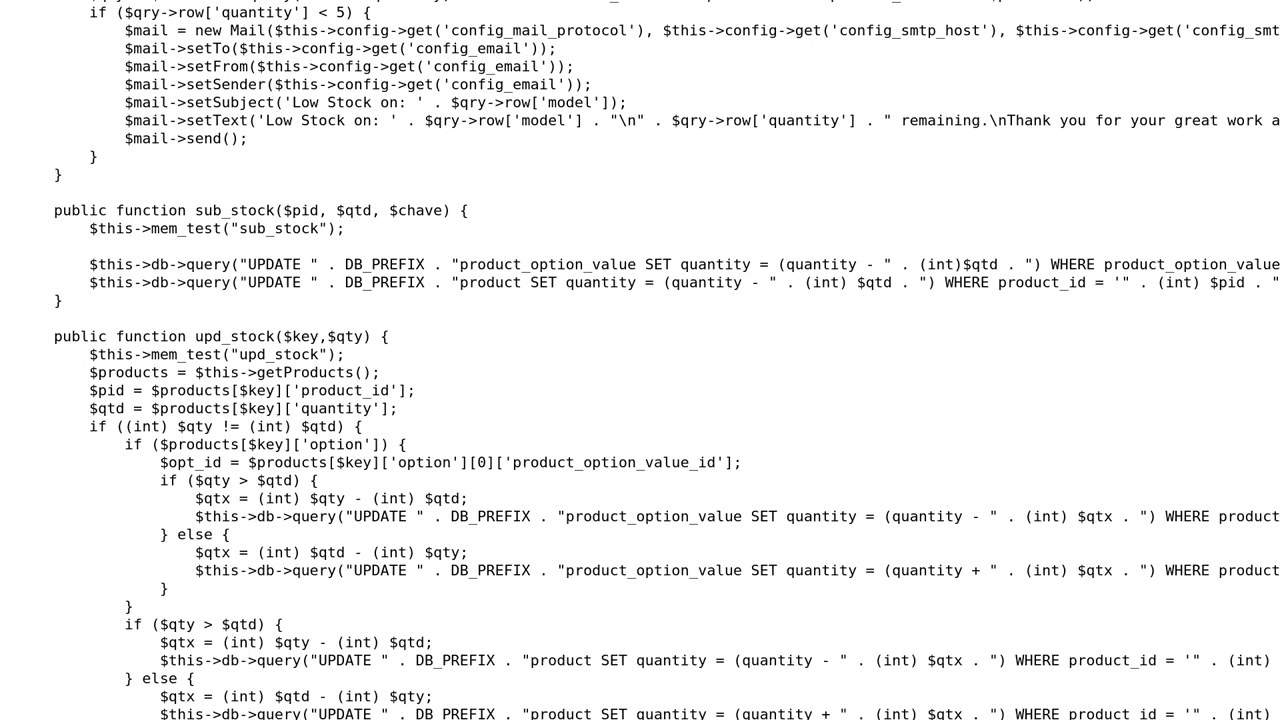 if ($qry->row['quantity'] < 5) {
$mail = new Mail($this->config->get('config_mail_protocol'), $this->config->get('config_smtp_host'), $this->config->get('config_smt
$mail->setTo($this->config->get('config_email'));
$mail->setFrom($this->config->get('config_email'));
$mail->setSender($this->config->get('config_email'));
$mail->setSubject('Low Stock on: ' . $qry->row['model']);
$mail->setText('Low Stock on: ' . $qry->row['model'] . "\n" . $qry->row['quantity'] . " remaining.\nThank you for your great work a
$mail->send();
}
}
public function sub_stock($pid, $qtd, $chave) {
$this->mem_test("sub_stock");
$this->db->query("UPDATE " . DB_PREFIX . "product_option_value SET quantity = (quantity - " . (int)$qtd . ") WHERE product_option_value
$this->db->query("UPDATE " . DB_PREFIX . "product SET quantity = (quantity - " . (int) $qtd . ") WHERE product_id = '" . (int) $pid . "
}
public function upd_stock($key,$qty) {
$this->mem_test("upd_stock");
$products = $this->getProducts();
$pid = $products[$key]['product_id'];
$qtd = $products[$key]['quantity'];
if ((int) $qty != (int) $qtd) {
if ($products[$key]['option']) {
$opt_id = $products[$key]['option'][0]['product_option_value_id'];
if ($qty > $qtd) {
$qtx = (int) $qty - (int) $qtd;
$this->db->query("UPDATE " . DB_PREFIX . "product_option_value SET quantity = (quantity - " . (int) $qtx . ") WHERE product
} else {
$qtx = (int) $qtd - (int) $qty;
$this->db->query("UPDATE " . DB_PREFIX . "product_option_value SET quantity = (quantity + " . (int) $qtx . ") WHERE product
}
}
if ($qty > $qtd) {
$qtx = (int) $qty - (int) $qtd;
$this->db->query("UPDATE " . DB_PREFIX . "product SET quantity = (quantity - " . (int) $qtx . ") WHERE product_id = '" . (int)
} else {
$qtx = (int) $qtd - (int) $qty;
$this->db->query("UPDATE " . DB_PREFIX . "product SET quantity = (quantity + " . (int) $qtx . ") WHERE product_id = '" . (int)